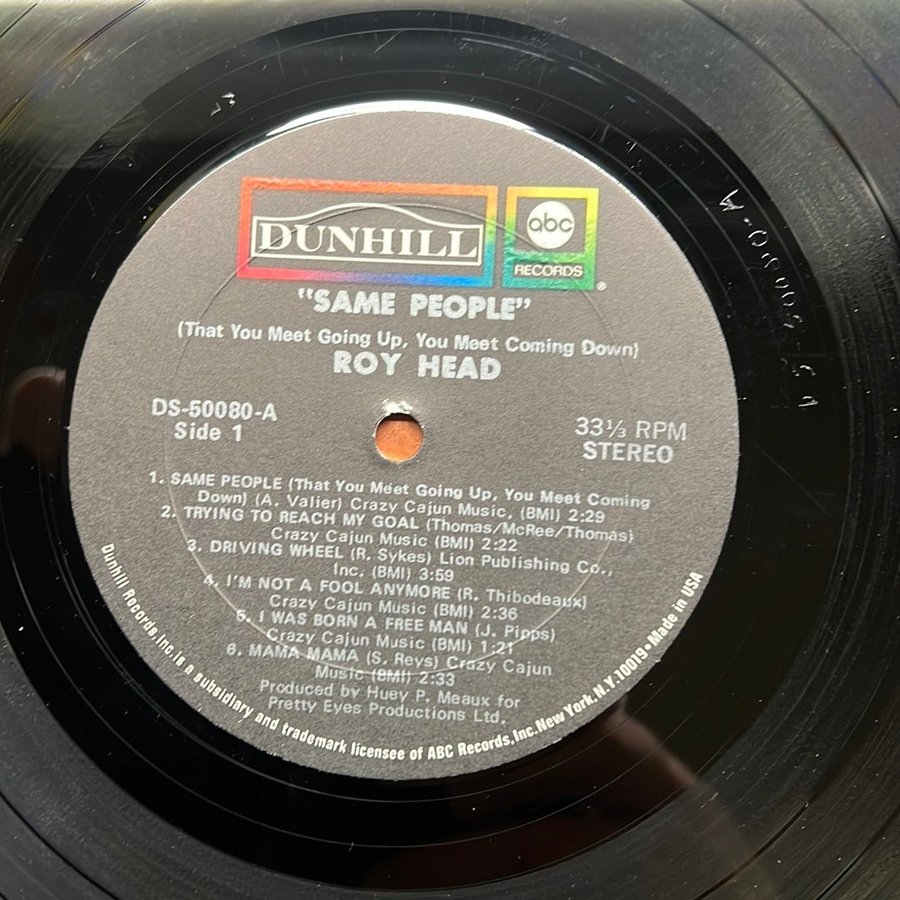 DUNHILL
abc
RECORDS
®
"SAME PEOPLE"
(That You Meet Going Up, You Meet Coming Down)
ROY HEAD
DS-50080-A
Side 1
33⅓ RPM
STEREO
1. SAME PEOPLE (That You Meet Going Up, You Meet Coming
Down) (A. Valier) Crazy Cajun Music, (BMI) 2:29
2. TRYING TO REACH MY GOAL (Thomas/McRee/Thomas)
Crazy Cajun Music (BMI) 2:22
3. DRIVING WHEEL (R. Sykes) Lion Publishing Co.,
Inc. (BMI) 3:59
4. I'M NOT A FOOL ANYMORE (R. Thibodeaux)
Crazy Cajun Music (BMI) 2:36
5. I WAS BORN A FREE MAN (J. Pipps)
Crazy Cajun Music (BMI) 1:21
6. MAMA MAMA (S. Reys) Crazy Cajun
Music (BMI) 2:33
Produced by Huey P. Meaux for
Pretty Eyes Productions Ltd.
Dunhill Records, Inc. is a subsidiary and trademark licensee of ABC Records, Inc. New York, N.Y. 10019 • Made in USA